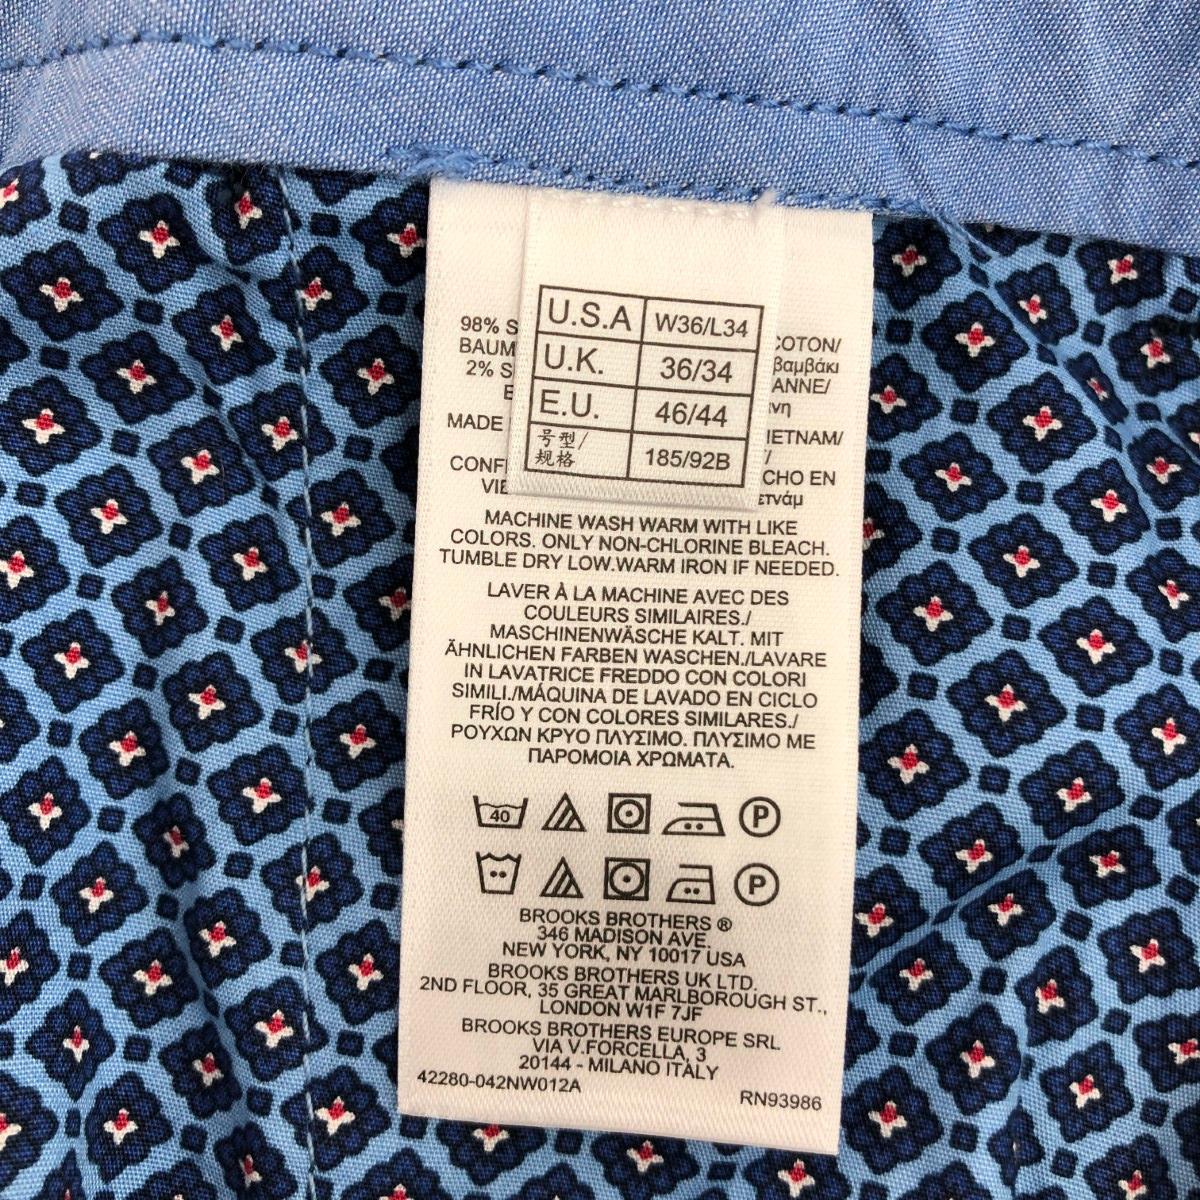 U.S.A W36/L34
U.K. 36/34
E.U. 46/44
号型/
规格 185/92B
98% S COTON/
BAUM βαμβάκι
2% S ANNE/
MADE IETNAM/
CONF
VIE CHO EN
MACHINE WASH WARM WITH LIKE
COLORS. ONLY NON-CHLORINE BLEACH.
TUMBLE DRY LOW.WARM IRON IF NEEDED.
LAVER À LA MACHINE AVEC DES
COULEURS SIMILAIRES./
MASCHINENWÄSCHE KALT. MIT
ÄHNLICHEN FARBEN WASCHEN./LAVARE
IN LAVATRICE FREDDO CON COLORI
SIMILI./MÁQUINA DE LAVADO EN CICLO
FRÍO Y CON COLORES SIMILARES./
ΡΟΥΧΩΝ ΚΡΥΟ ΠΛΥΣΙΜΟ. ΠΛΥΣΙΜΟ ΜΕ
ΠΑΡΟΜΟΙΑ ΧΡΩΜΑΤΑ.
40 P
P
BROOKS BROTHERS ®
346 MADISON AVE.
NEW YORK, NY 10017 USA
BROOKS BROTHERS UK LTD.
2ND FLOOR, 35 GREAT MARLBOROUGH ST.,
LONDON W1F 7JF
BROOKS BROTHERS EUROPE SRL
VIA V.FORCELLA, 3
20144 - MILANO ITALY
42280-042NW012A RN93986